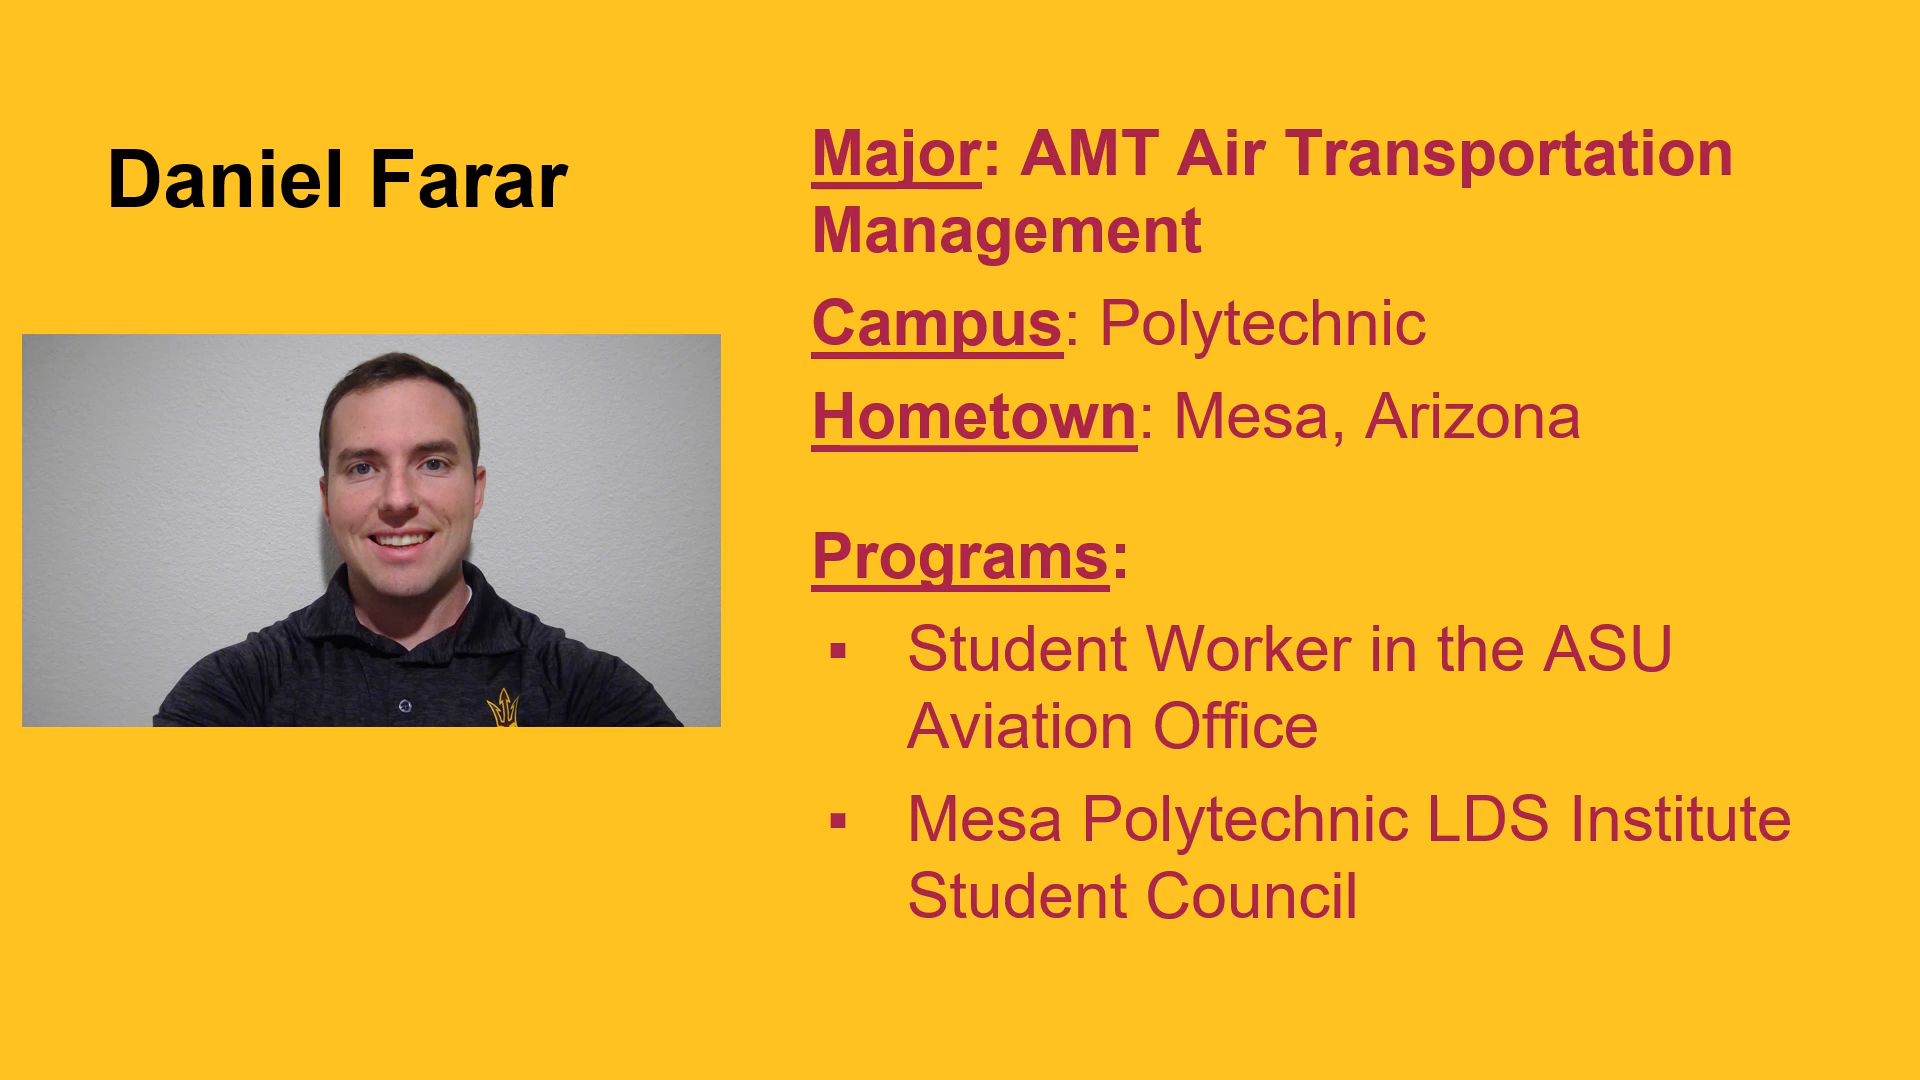 Daniel Farar
Major: AMT Air Transportation
Management
Campus: Polytechnic
Hometown: Mesa, Arizona
Programs:
▪ Student Worker in the ASU
Aviation Office
▪ Mesa Polytechnic LDS Institute
Student Council